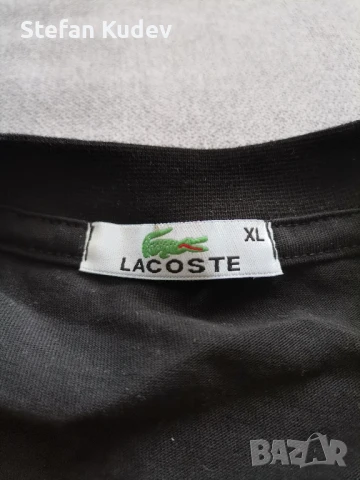 Stefan Kudev
XL
LACOSTE
BAZAR